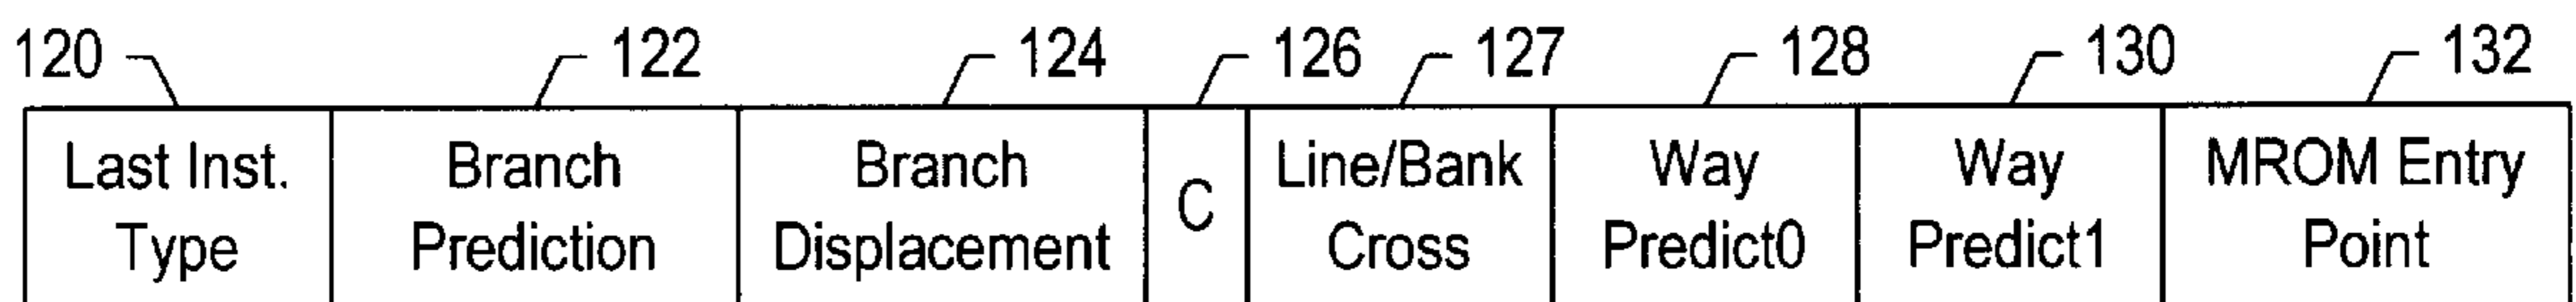 120 122 124 126 127 128 130 132
Last Inst. Branch Branch C Line/Bank Way Way MROM Entry
Type Prediction Displacement Cross Predict0 Predict1 Point